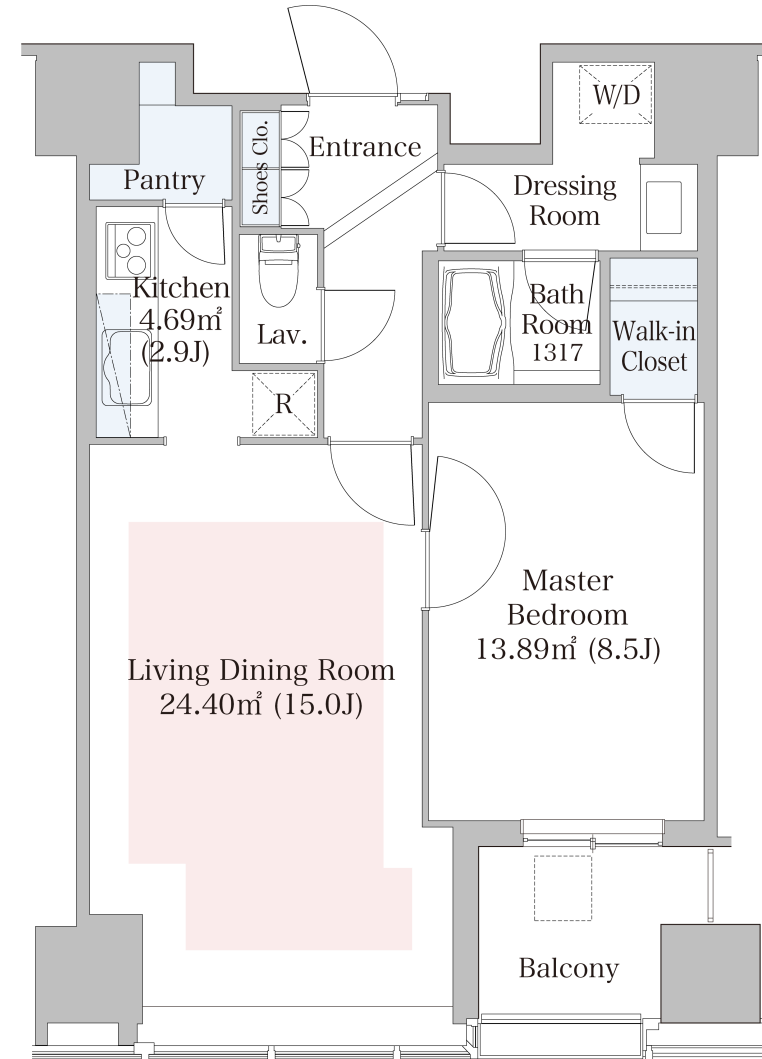 W/D
Shoes Clo.
Entrance
Pantry
Dressing
Room
Kitchen
4.69㎡
(2.9J)
Lav.
Bath
Room
1317
Walk-in
Closet
R
Master
Bedroom
13.89㎡ (8.5J)
Living Dining Room
24.40㎡ (15.0J)
Balcony